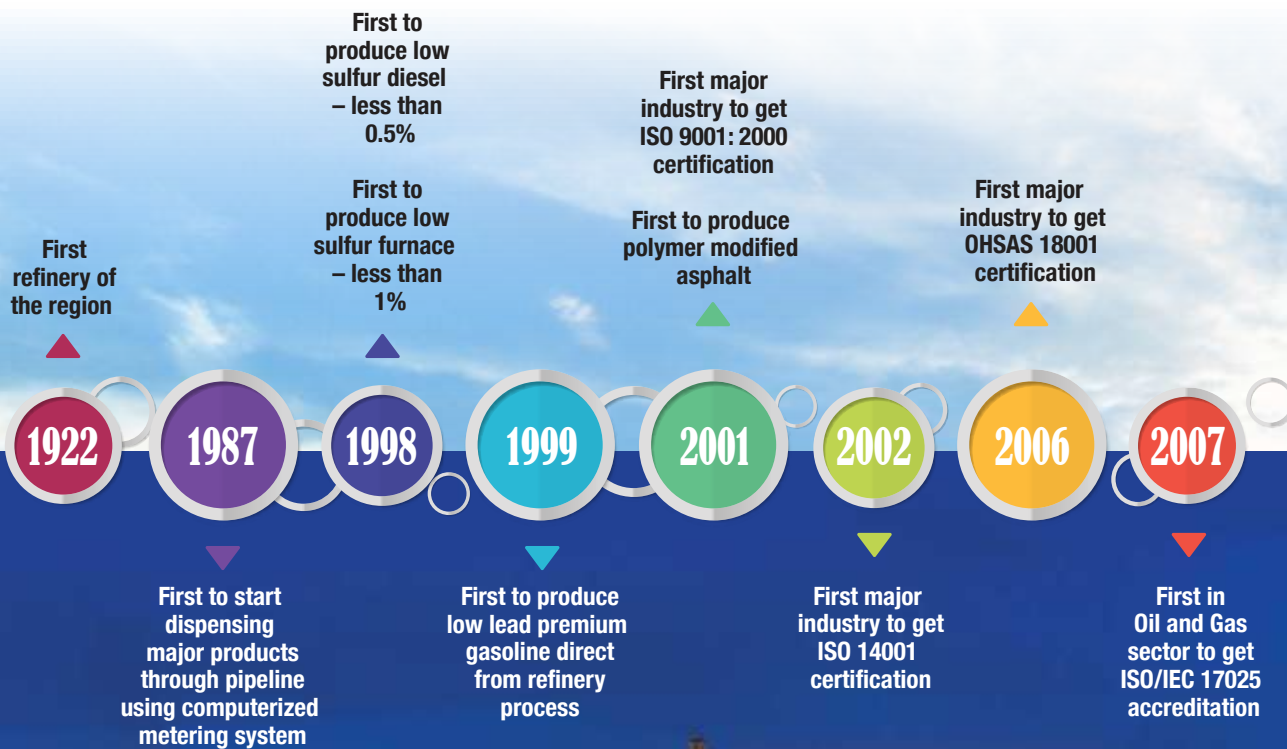 First to
produce low
sulfur diesel
– less than
0.5%
First to
produce low
sulfur furnace
– less than
1%
First major
industry to get
ISO 9001: 2000
certification
First to produce
polymer modified
asphalt
First major
industry to get
OHSAS 18001
certification
First
refinery of
the region
1922
1987
1998
1999
2001
2002
2006
2007
First to start
dispensing
major products
through pipeline
using computerized
metering system
First to produce
low lead premium
gasoline direct
from refinery
process
First major
industry to get
ISO 14001
certification
First in
Oil and Gas
sector to get
ISO/IEC 17025
accreditation